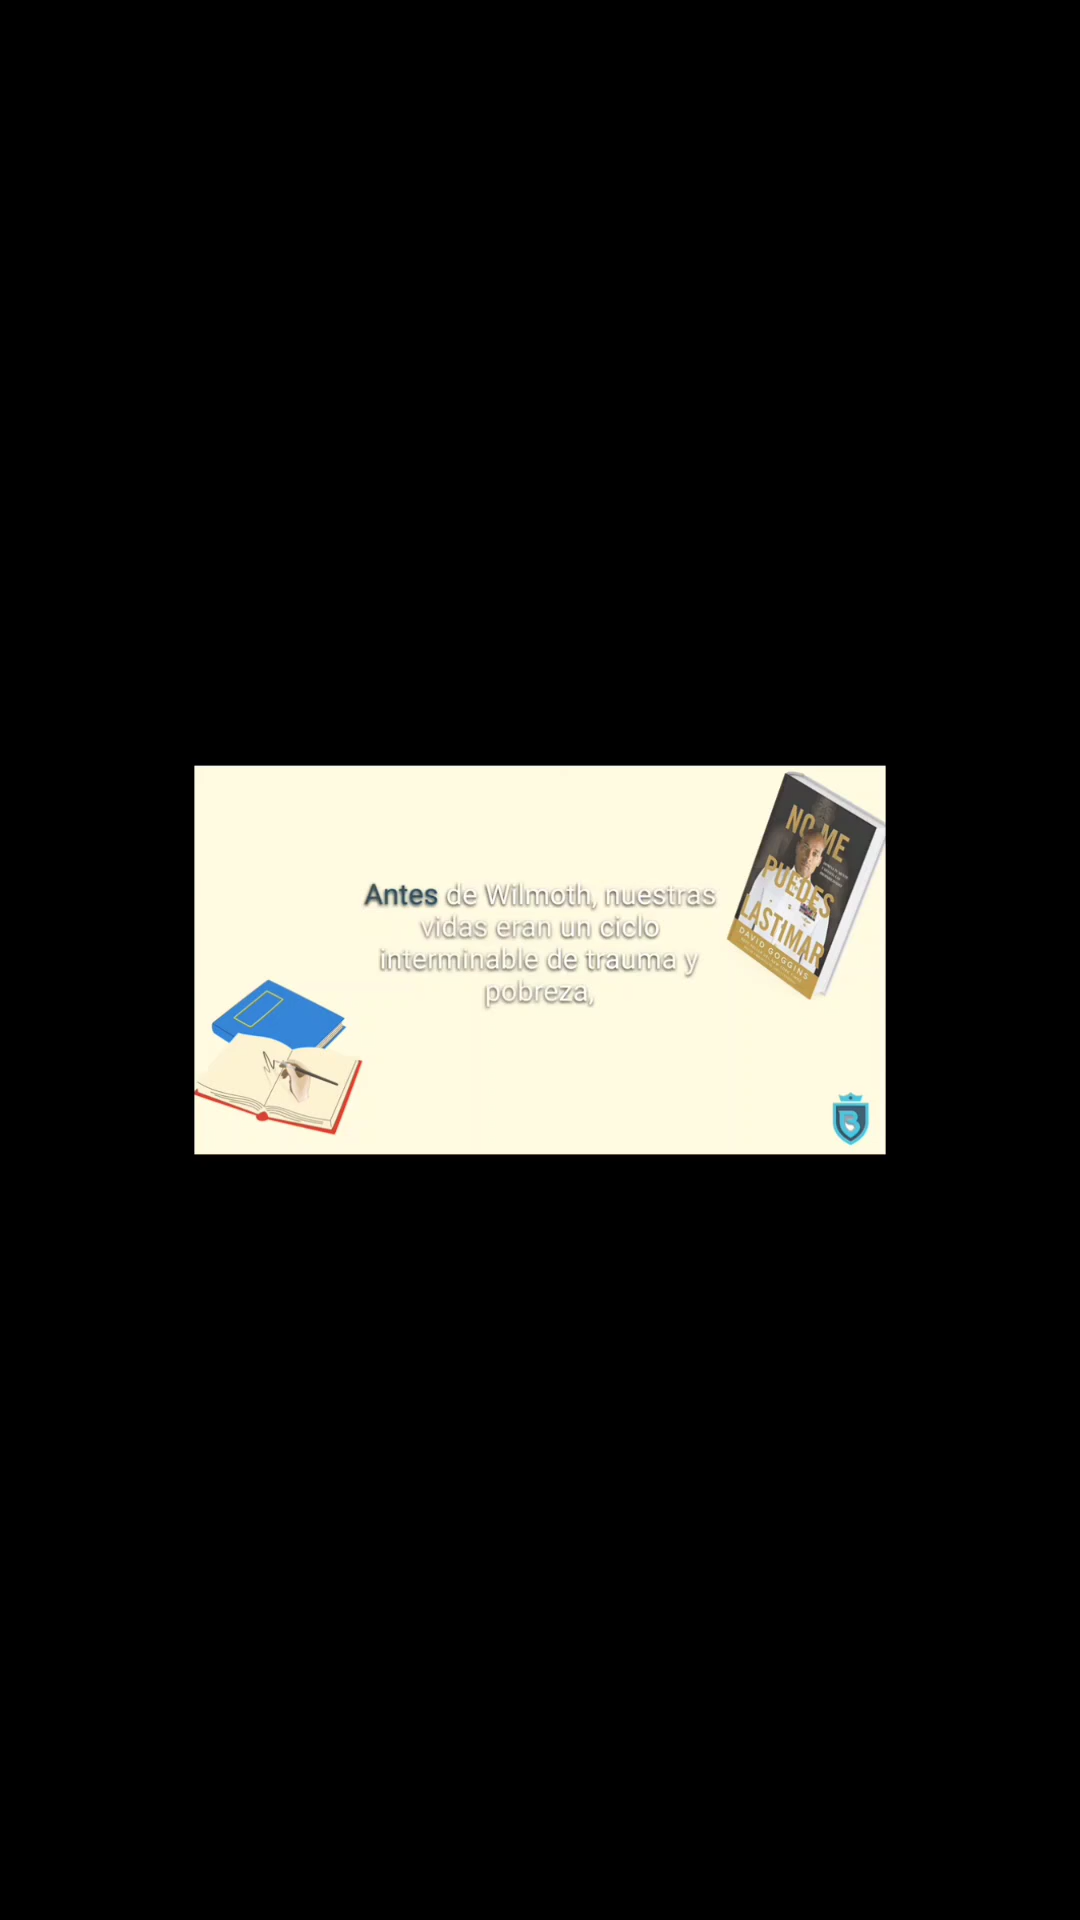 Antes de Wilmoth, nuestras
vidas eran un ciclo
interminable de trauma y
pobreza,
NO ME
PUEDES
LASTIMAR
DAVID GOGGINS